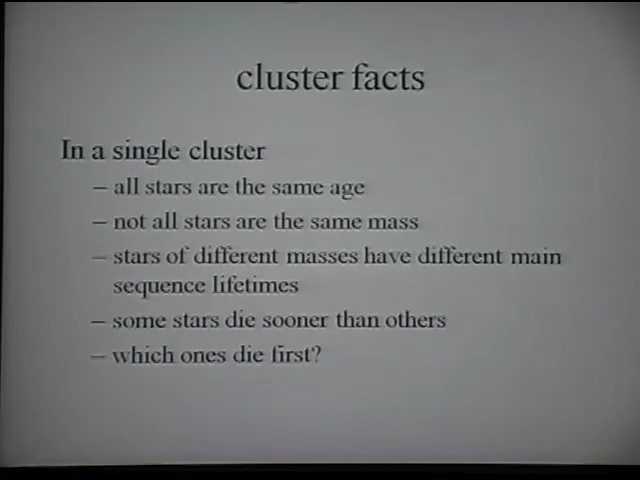 cluster facts
In a single cluster
– all stars are the same age
– not all stars are the same mass
– stars of different masses have different main
sequence lifetimes
– some stars die sooner than others
– which ones die first?